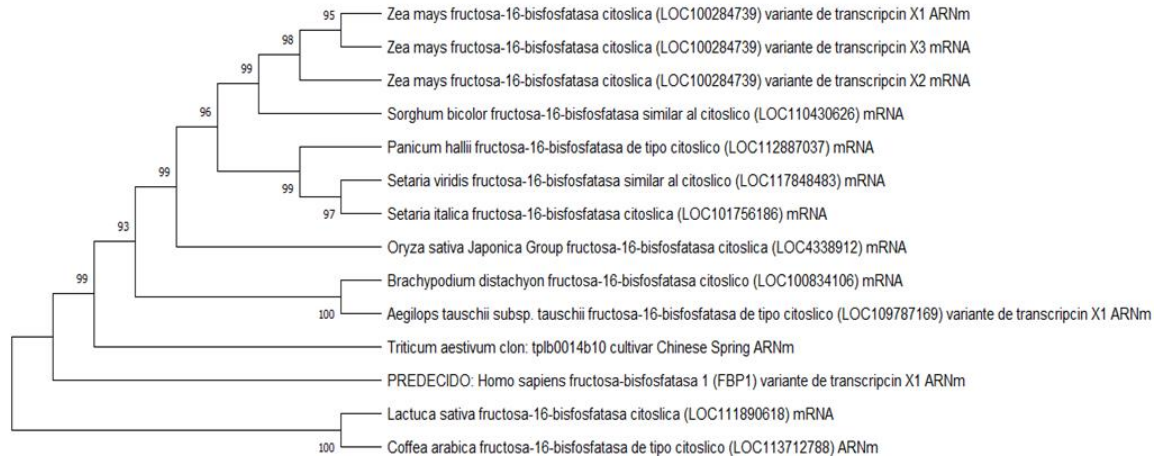 95
Zea mays fructosa-16-bisfosfatasa citoslica (LOC100284739) variante de transcripcin X1 ARNm
98
Zea mays fructosa-16-bisfosfatasa citoslica (LOC100284739) variante de transcripcin X3 mRNA
99
Zea mays fructosa-16-bisfosfatasa citoslica (LOC100284739) variante de transcripcin X2 mRNA
96
Sorghum bicolor fructosa-16-bisfosfatasa similar al citoslico (LOC110430626) mRNA
Panicum hallii fructosa-16-bisfosfatasa de tipo citoslico (LOC112887037) mRNA
99
Setaria viridis fructosa-16-bisfosfatasa similar al citoslico (LOC117848483) mRNA
99
97
Setaria italica fructosa-16-bisfosfatasa citoslica (LOC101756186) mRNA
93
Oryza sativa Japonica Group fructosa-16-bisfosfatasa citoslica (LOC4338912) mRNA
99
Brachypodium distachyon fructosa-16-bisfosfatasa citoslico (LOC100834106) mRNA
100
Aegilops tauschii subsp. tauschii fructosa-16-bisfosfatasa de tipo citoslico (LOC109787169) variante de transcripcin X1 ARNm
Triticum aestivum clon: tplb0014b10 cultivar Chinese Spring ARNm
PREDECIDO: Homo sapiens fructosa-bisfosfatasa 1 (FBP1) variante de transcripcin X1 ARNm
Lactuca sativa fructosa-16-bisfosfatasa citoslica (LOC111890618) mRNA
100
Coffea arabica fructosa-16-bisfosfatasa de tipo citoslico (LOC113712788) ARNm